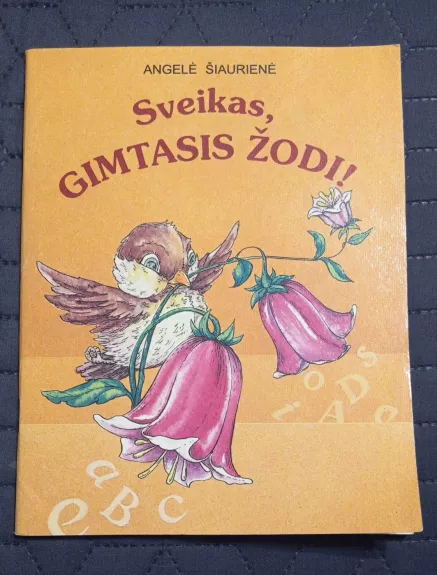 ANGELĖ ŠIAURIENĖ
Sveikas,
GIMTASIS ŽODI!
o
i A D s
e
a
e B C